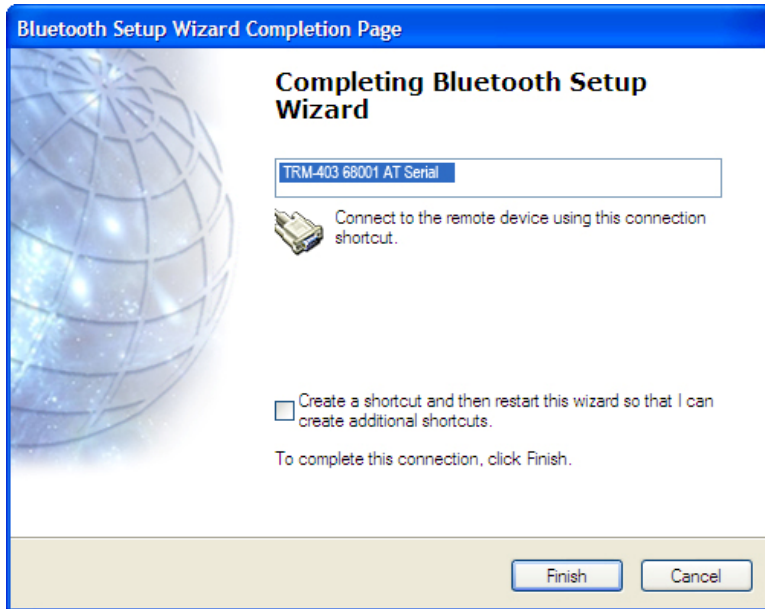 Bluetooth Setup Wizard Completion Page
Completing Bluetooth Setup
Wizard
TRM-403 68001 AT Serial
Connect to the remote device using this connection
shortcut.
Create a shortcut and then restart this wizard so that I can
create additional shortcuts.
To complete this connection, click Finish.
Finish
Cancel